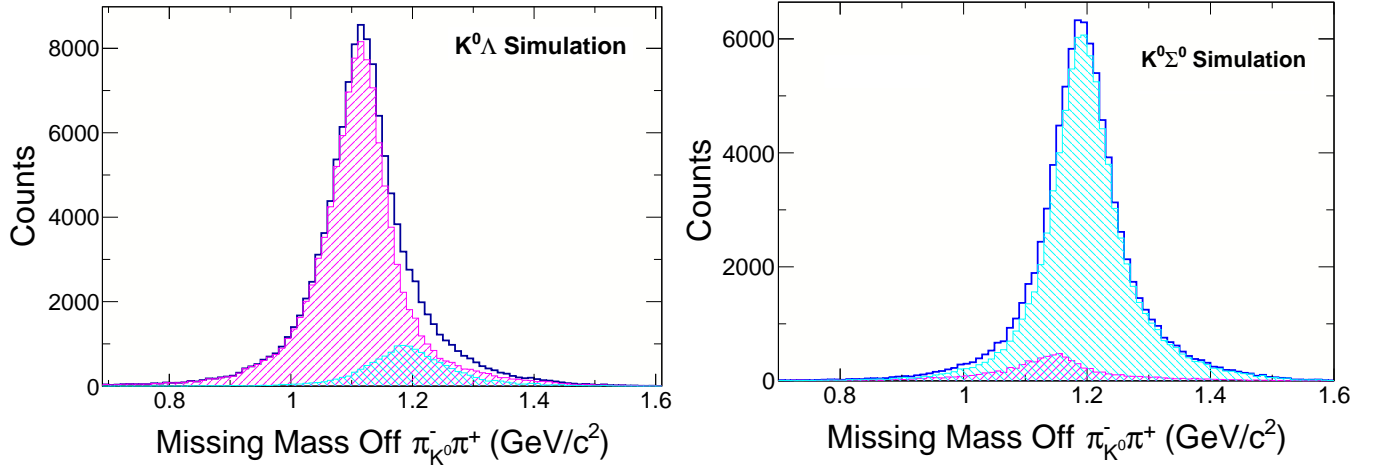 K⁰Λ Simulation
8000
6000
4000
2000
0
Counts
0.8 1 1.2 1.4 1.6
Missing Mass Off π⁻_K⁰π⁺ (GeV/c²)
K⁰Σ⁰ Simulation
6000
4000
2000
0
Counts
0.8 1 1.2 1.4 1.6
Missing Mass Off π⁻_K⁰π⁺ (GeV/c²)